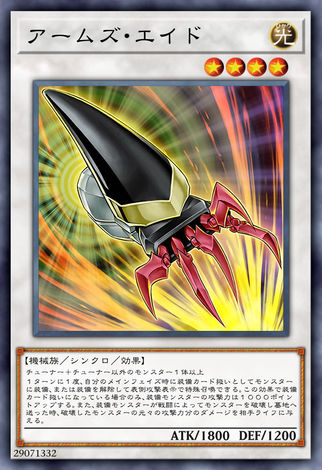 アームズ・エイド
光
【機械族／シンクロ／効果】
チューナー＋チューナー以外のモンスター１体以上
１ターンに１度、自分のメインフェイズ時に装備カード扱いとしてモンスター
に装備、または装備を解除して表側攻撃表示で特殊召喚できる。この効果で装備
カード扱いになっている場合のみ、装備モンスターの攻撃力は１０００ポイント
アップする。また、装備モンスターが戦闘によってモンスターを破壊し墓地へ
送った時、破壊したモンスターの元々の攻撃力分のダメージを相手ライフに与
える。
ATK/1800 DEF/1200
29071332